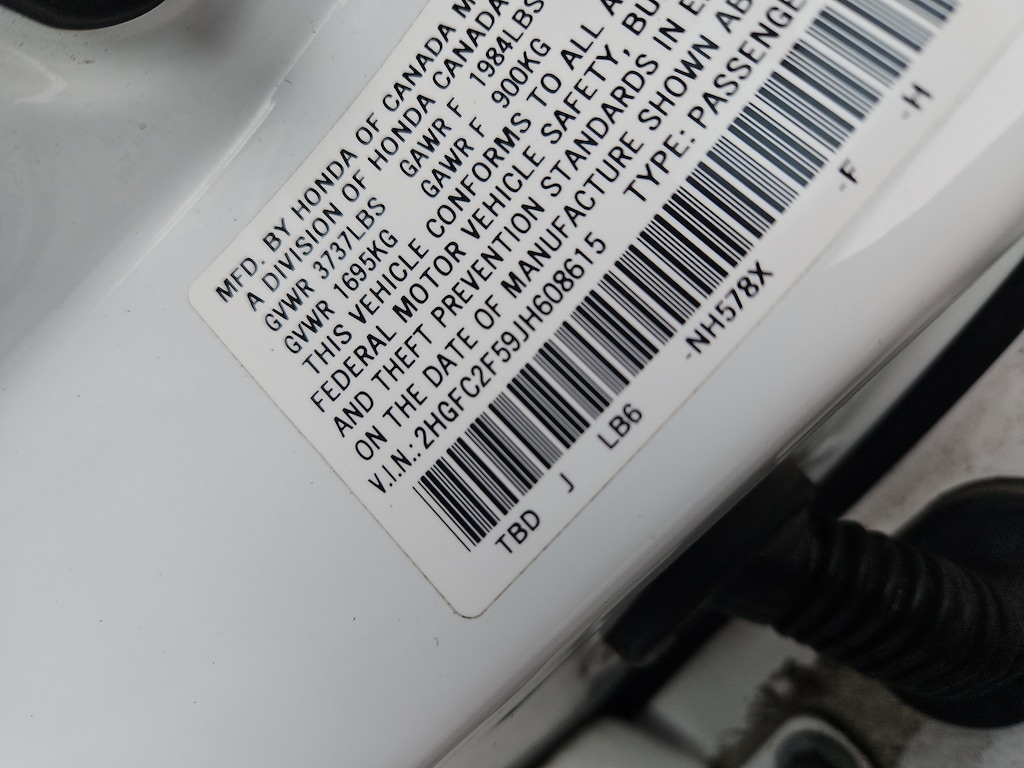 MFD. BY HONDA OF CANADA M
A DIVISION OF HONDA CANADA
GVWR 3737LBS GAWR F 1984LBS
GVWR 1695KG GAWR F 900KG
THIS VEHICLE CONFORMS TO ALL A
FEDERAL MOTOR VEHICLE SAFETY, BU
AND THEFT PREVENTION STANDARDS IN E
ON THE DATE OF MANUFACTURE SHOWN AB
V.I.N.: 2HGFC2F59JH608615 TYPE: PASSENGE
TBD J LB6 -NH578X -F -H